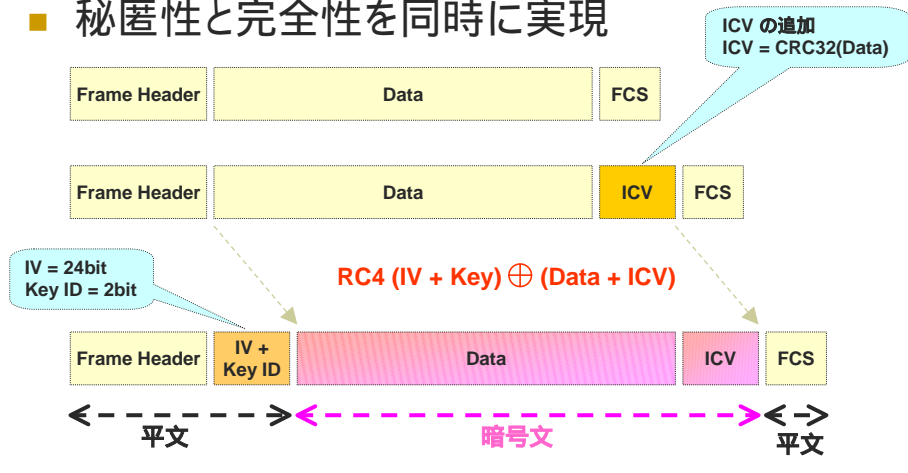 秘匿性と完全性を同時に実現
ICV の追加
ICV = CRC32(Data)
Frame Header
Data
FCS
Frame Header
Data
ICV
FCS
IV = 24bit
Key ID = 2bit
RC4 (IV + Key) ⊕ (Data + ICV)
Frame Header
IV +
Key ID
Data
ICV
FCS
平文
暗号文
平文